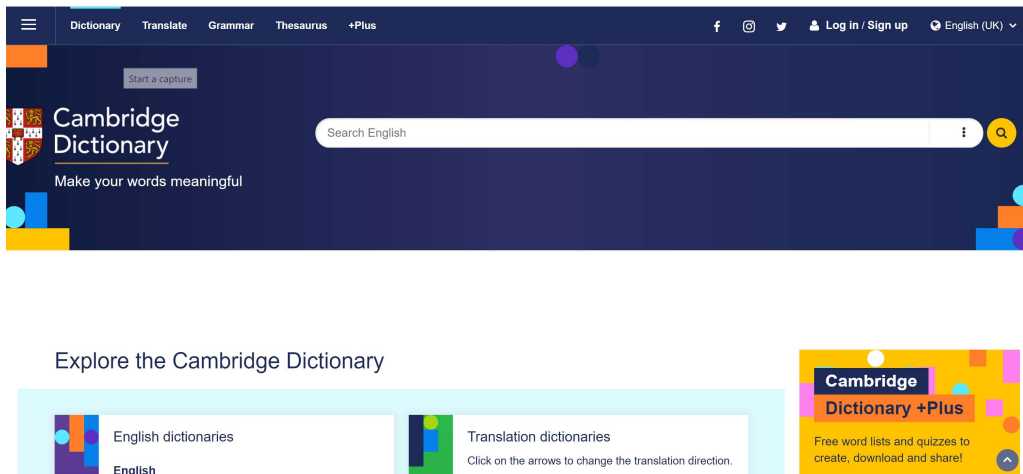 Dictionary Translate Grammar Thesaurus +Plus Log in / Sign up English (UK)
Start a capture
Cambridge
Dictionary
Make your words meaningful
Search English
Explore the Cambridge Dictionary
English dictionaries
English
Translation dictionaries
Click on the arrows to change the translation direction.
Cambridge
Dictionary +Plus
Free word lists and quizzes to
create, download and share!